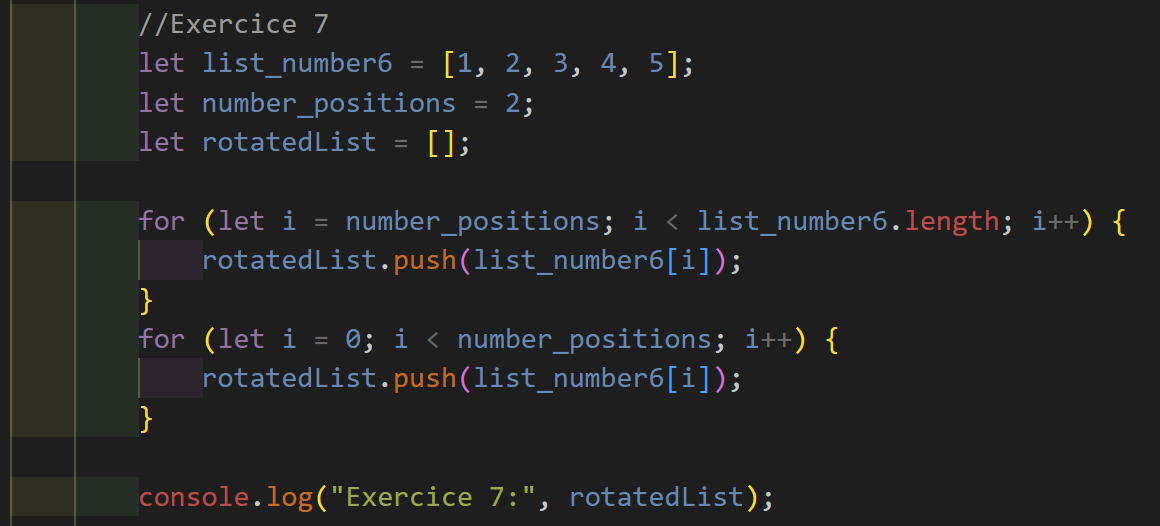 //Exercice 7
let list_number6 = [1, 2, 3, 4, 5];
let number_positions = 2;
let rotatedList = [];
for (let i = number_positions; i < list_number6.length; i++) {
rotatedList.push(list_number6[i]);
}
for (let i = 0; i < number_positions; i++) {
rotatedList.push(list_number6[i]);
}
console.log("Exercice 7:", rotatedList);